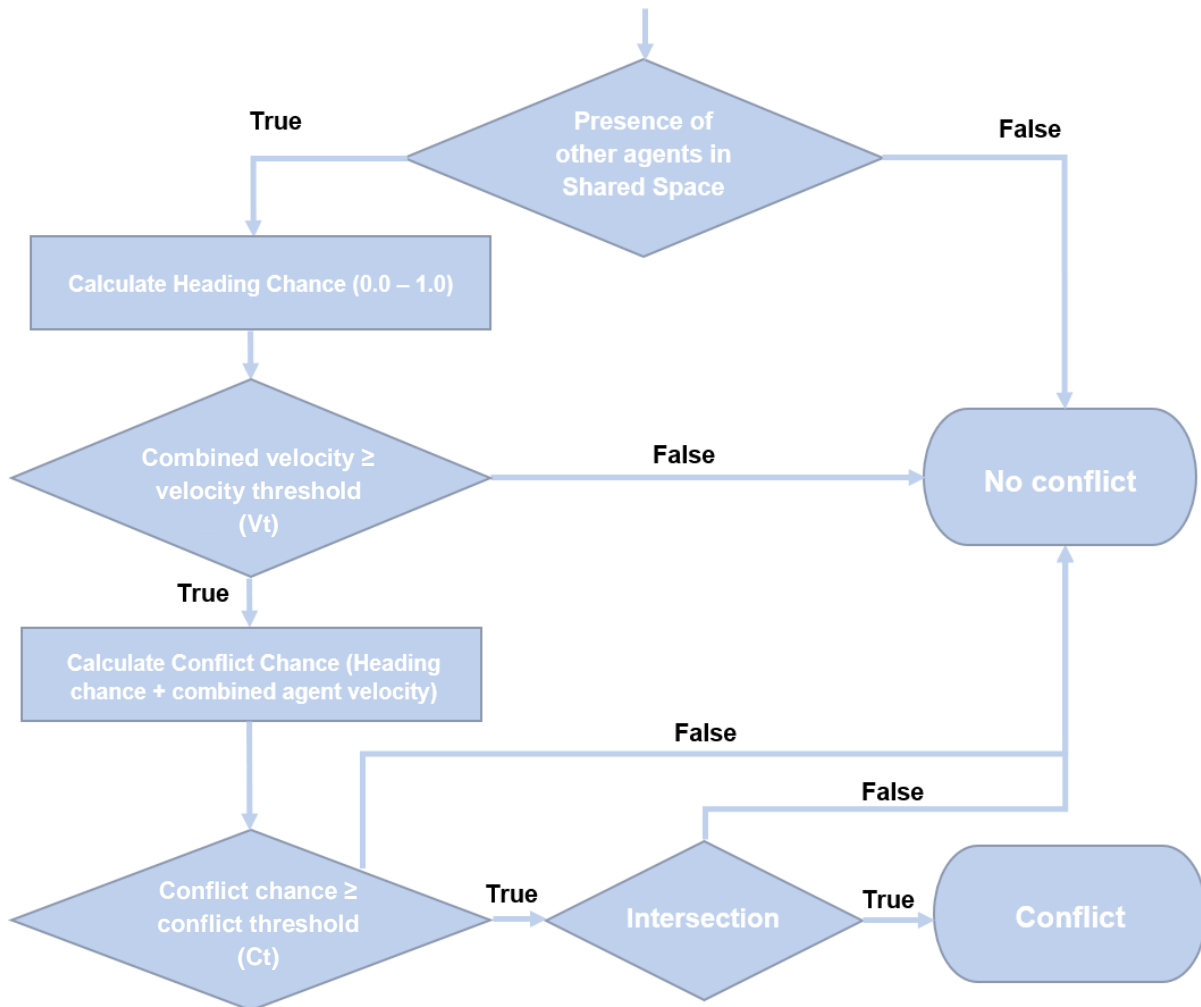 Presence of
other agents in
Shared Space
True
False
Calculate Heading Chance (0.0 – 1.0)
Combined velocity ≥
velocity threshold
(Vt)
False
No conflict
True
Calculate Conflict Chance (Heading
chance + combined agent velocity)
False
False
Conflict chance ≥
conflict threshold
(Ct)
True
Intersection
True
Conflict